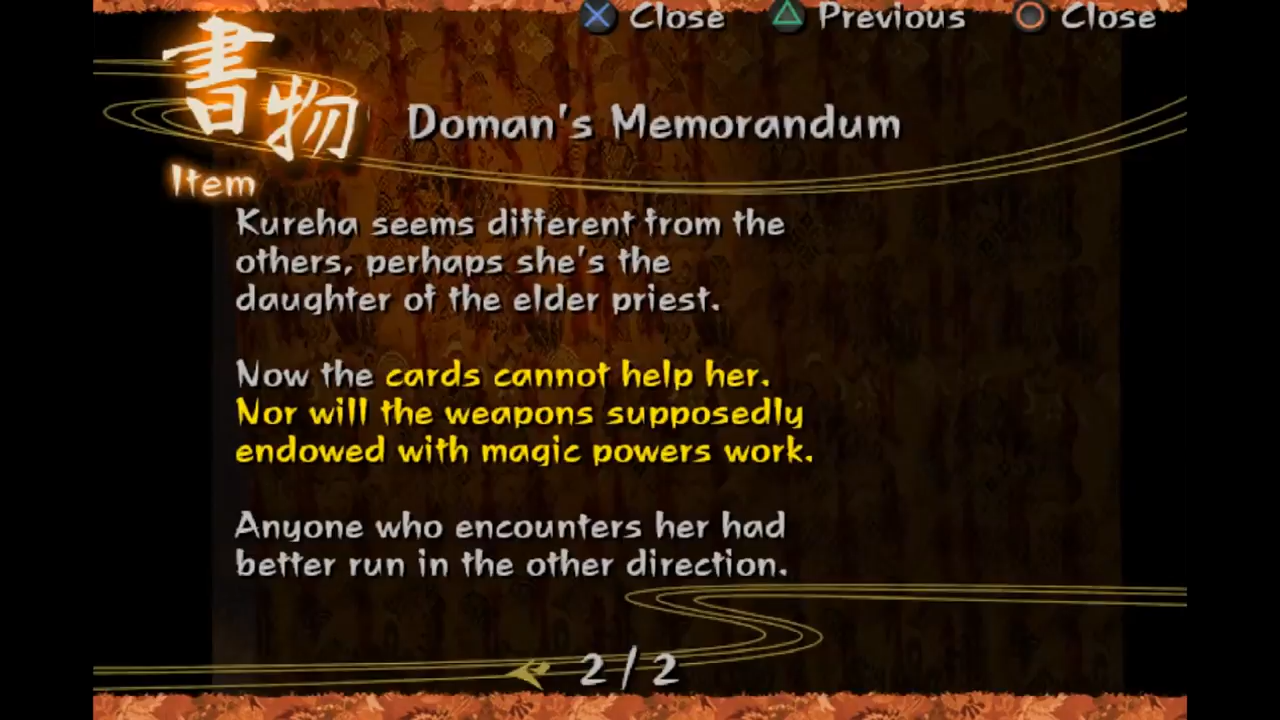 Close Previous Close
書物
Doman's Memorandum
Item
Kureha seems different from the
others, perhaps she's the
daughter of the elder priest.
Now the cards cannot help her.
Nor will the weapons supposedly
endowed with magic powers work.
Anyone who encounters her had
better run in the other direction.
2/2